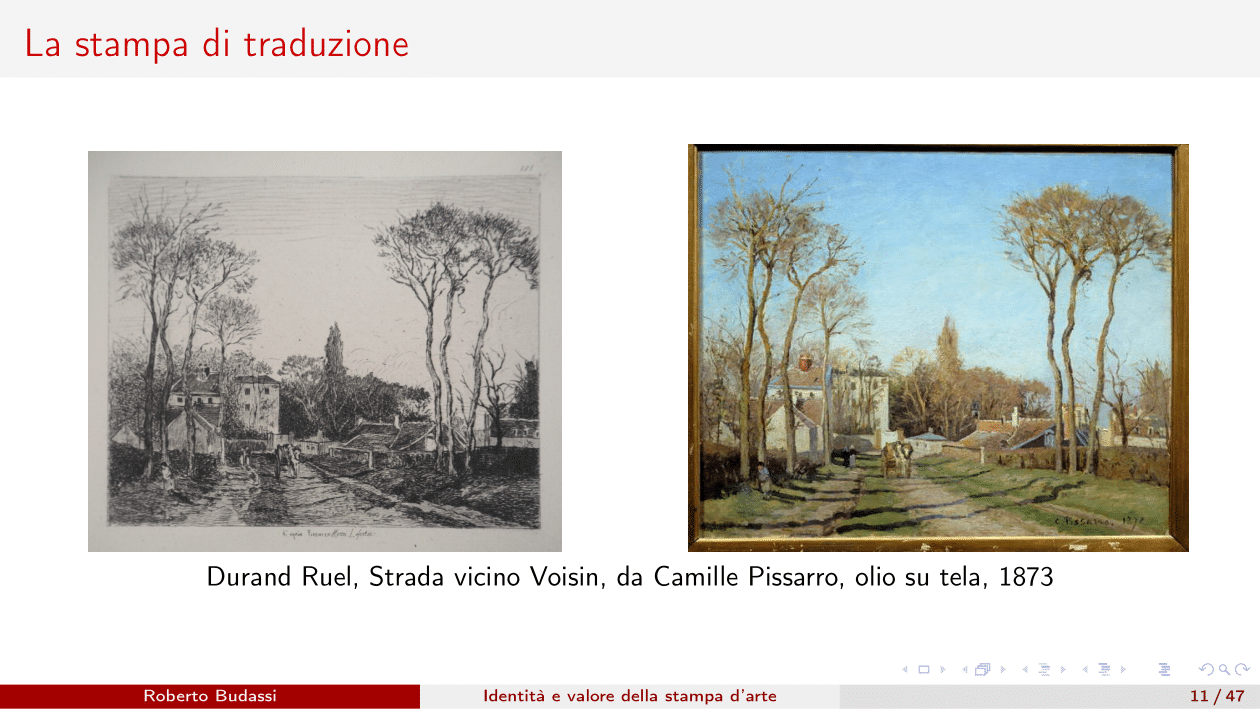 La stampa di traduzione
C. Pissarro. 187
Durand Ruel, Strada vicino Voisin, da Camille Pissarro, olio su tela, 1873
Roberto Budassi
Identità e valore della stampa d'arte
11 / 47